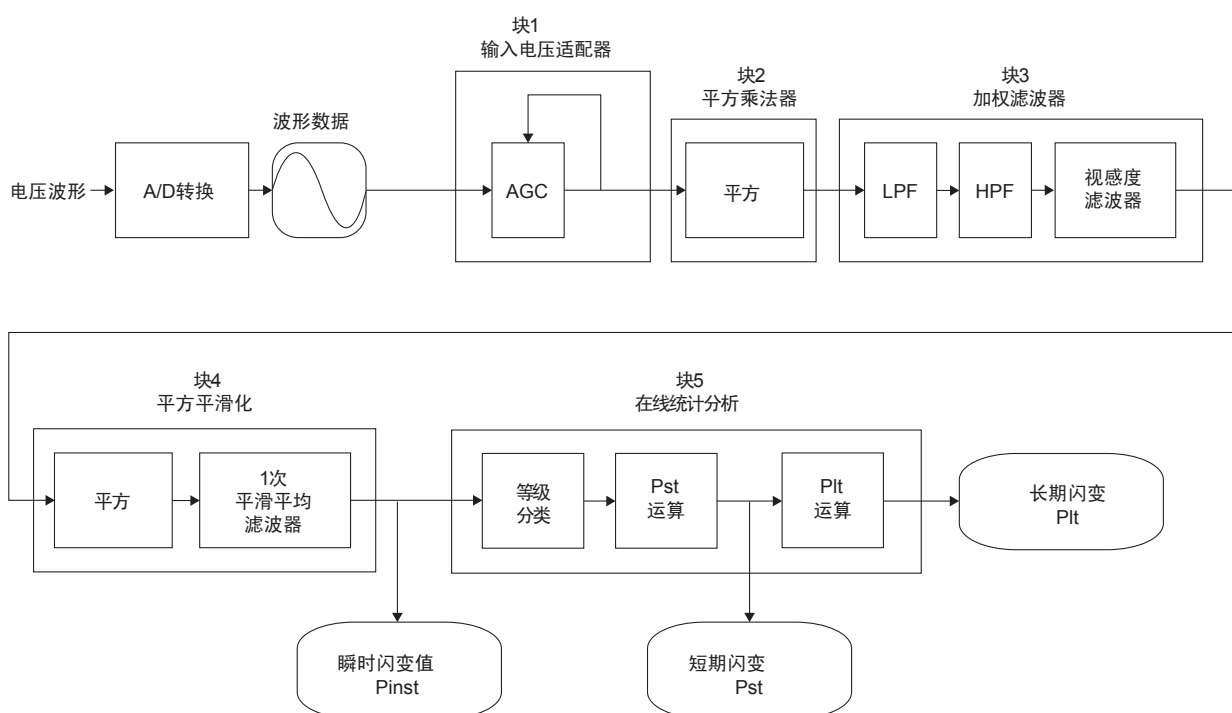 块1
输入电压适配器
块2
平方乘法器
块3
加权滤波器
波形数据
电压波形
A/D转换
AGC
平方
LPF
HPF
视感度
滤波器
块4
平方平滑化
块5
在线统计分析
平方
1次
平滑平均
滤波器
等级
分类
Pst
运算
Plt
运算
长期闪变
Plt
瞬时闪变值
Pinst
短期闪变
Pst